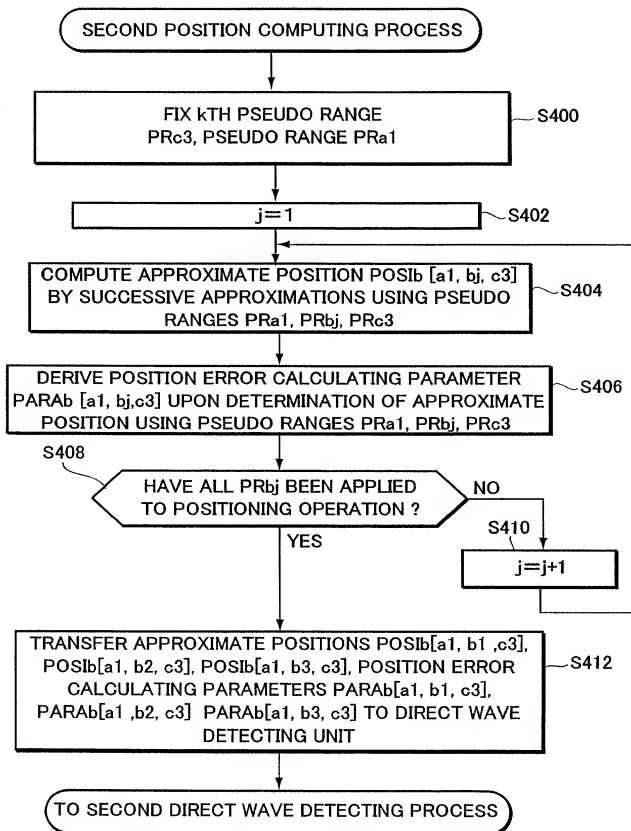 SECOND POSITION COMPUTING PROCESS
FIX kTH PSEUDO RANGE
PRc3, PSEUDO RANGE PRa1
S400
j=1
S402
COMPUTE APPROXIMATE POSITION POSIb [a1, bj, c3]
BY SUCCESSIVE APPROXIMATIONS USING PSEUDO
RANGES PRa1, PRbj, PRc3
S404
DERIVE POSITION ERROR CALCULATING PARAMETER
PARAb [a1, bj,c3] UPON DETERMINATION OF APPROXIMATE
POSITION USING PSEUDO RANGES PRa1, PRbj, PRc3
S406
S408
HAVE ALL PRbj BEEN APPLIED
TO POSITIONING OPERATION ?
NO
YES
S410
j=j+1
TRANSFER APPROXIMATE POSITIONS POSIb[a1, b1 ,c3],
POSIb[a1, b2, c3], POSIb[a1, b3, c3], POSITION ERROR
CALCULATING PARAMETERS PARAb[a1, b1, c3],
PARAb[a1 ,b2, c3] PARAb[a1, b3, c3] TO DIRECT WAVE
DETECTING UNIT
S412
TO SECOND DIRECT WAVE DETECTING PROCESS